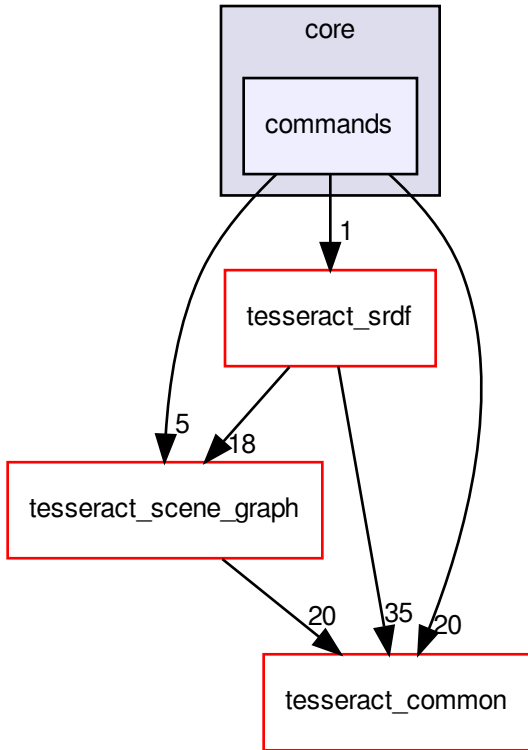 core
commands
1
tesseract_srdf
5
18
tesseract_scene_graph
20
35
20
tesseract_common